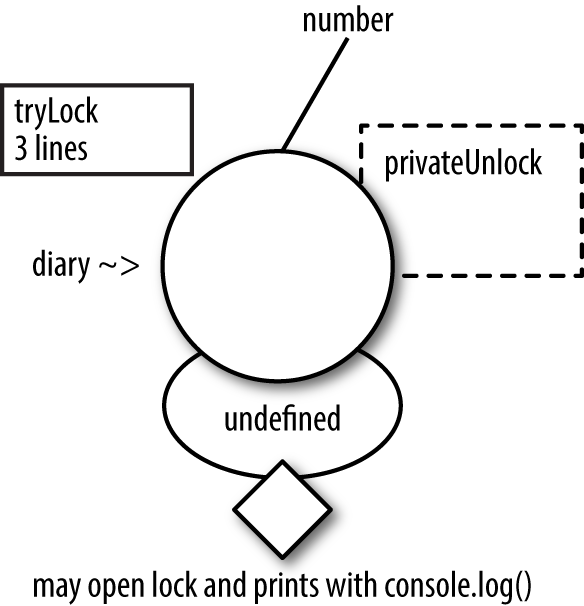 number
tryLock
3 lines
privateUnlock
diary ~>
undefined
may open lock and prints with console.log()